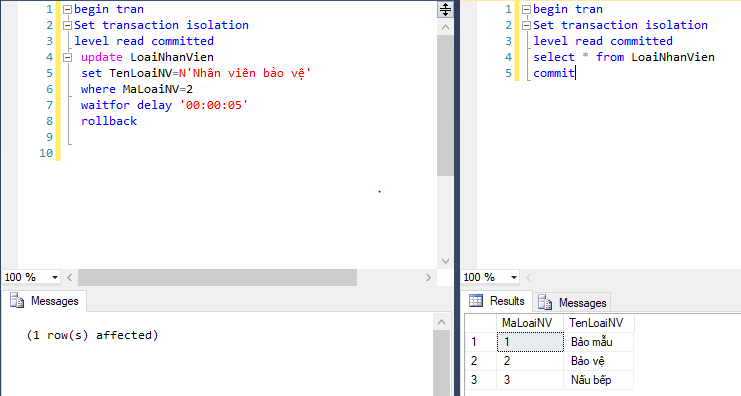 1 begin tran
2 Set transaction isolation
3 level read committed
4 update LoaiNhanVien
5 set TenLoaiNV=N'Nhân viên bảo vệ'
6 where MaLoaiNV=2
7 waitfor delay '00:00:05'
8 rollback
9
10
100 %
Messages
(1 row(s) affected)
1 begin tran
2 Set transaction isolation
3 level read committed
4 select * from LoaiNhanVien
5 commit
100 %
Results Messages
MaLoaiNV TenLoaiNV
1 1 Bảo mẫu
2 2 Bảo vệ
3 3 Nấu bếp